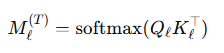 M_ℓ^{(T)} = softmax(Q_ℓ K_ℓ^⊤)